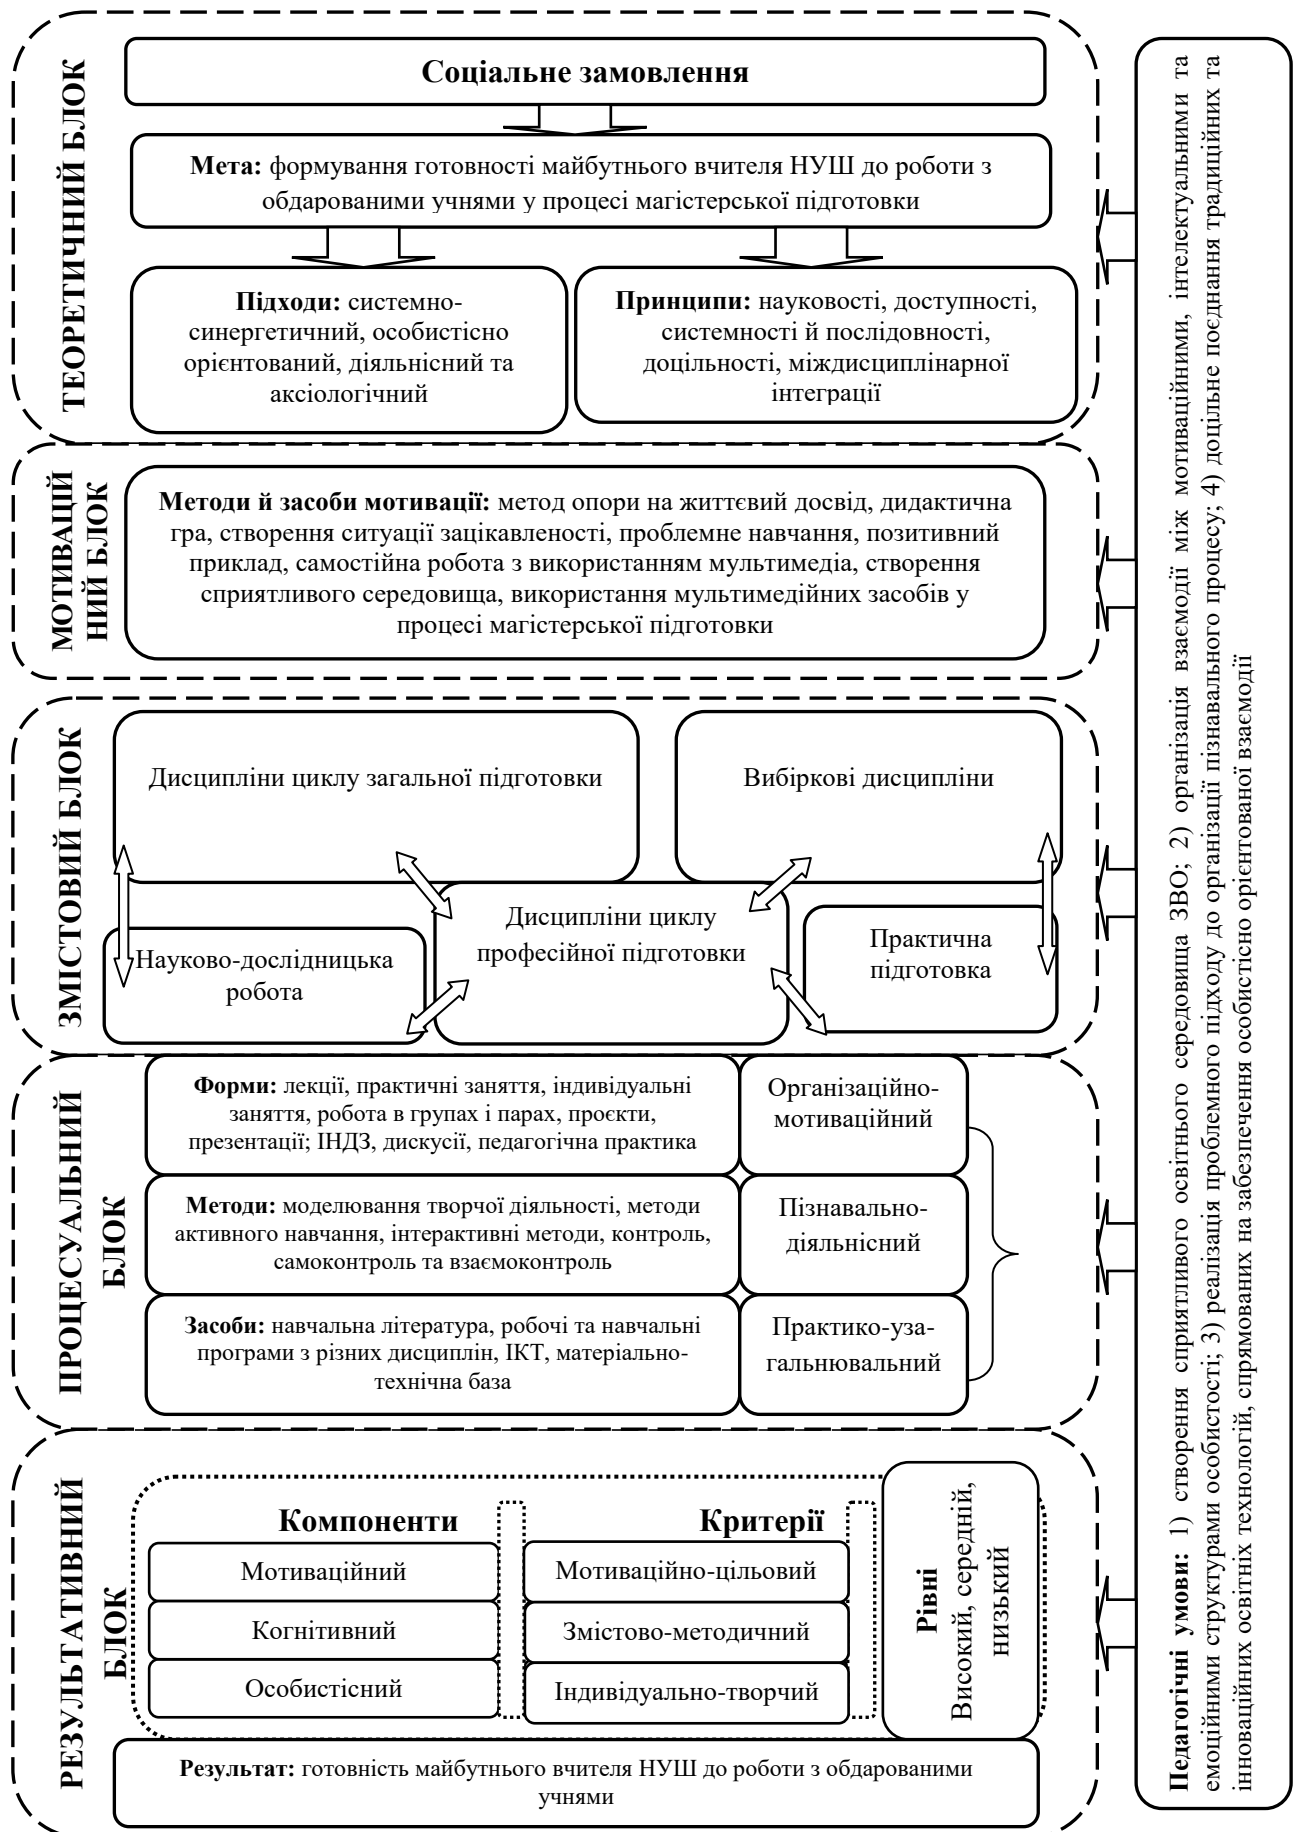 ТЕОРЕТИЧНИЙ БЛОК
Соціальне замовлення
Мета: формування готовності майбутнього вчителя НУШ до роботи з
обдарованими учнями у процесі магістерської підготовки
Підходи: системно-
синергетичний, особистісно
орієнтований, діяльнісний та
аксіологічний
Принципи: науковості, доступності,
системності й послідовності,
доцільності, міждисциплінарної
інтеграції
МОТИВАЦІЙ
НИЙ БЛОК
Методи й засоби мотивації: метод опори на життєвий досвід, дидактична
гра, створення ситуації зацікавленості, проблемне навчання, позитивний
приклад, самостійна робота з використанням мультимедіа, створення
сприятливого середовища, використання мультимедійних засобів у
процесі магістерської підготовки
ЗМІСТОВИЙ БЛОК
Дисципліни циклу загальної підготовки
Вибіркові дисципліни
Дисципліни циклу
професійної підготовки
Науково-дослідницька
робота
Практична
підготовка
ПРОЦЕСУАЛЬНИЙ
БЛОК
Форми: лекції, практичні заняття, індивідуальні
заняття, робота в групах і парах, проєкти,
презентації; ІНДЗ, дискусії, педагогічна практика
Організаційно-
мотиваційний
Методи: моделювання творчої діяльності, методи
активного навчання, інтерактивні методи, контроль,
самоконтроль та взаємоконтроль
Пізнавально-
діяльнісний
Засоби: навчальна література, робочі та навчальні
програми з різних дисциплін, ІКТ, матеріально-
технічна база
Практико-уза-
гальнювальний
РЕЗУЛЬТАТИВНИЙ
БЛОК
Компоненти
Мотиваційний
Когнітивний
Особистісний
Критерії
Мотиваційно-цільовий
Змістово-методичний
Індивідуально-творчий
Рівні
Високий, середній,
низький
Результат: готовність майбутнього вчителя НУШ до роботи з обдарованими
учнями
Педагогічні умови: 1) створення сприятливого освітнього середовища ЗВО; 2) організація взаємодії між мотиваційними, інтелектуальними та
емоційними структурами особистості; 3) реалізація проблемного підходу до організації пізнавального процесу; 4) доцільне поєднання традиційних та
інноваційних освітніх технологій, спрямованих на забезпечення особистісно орієнтованої взаємодії